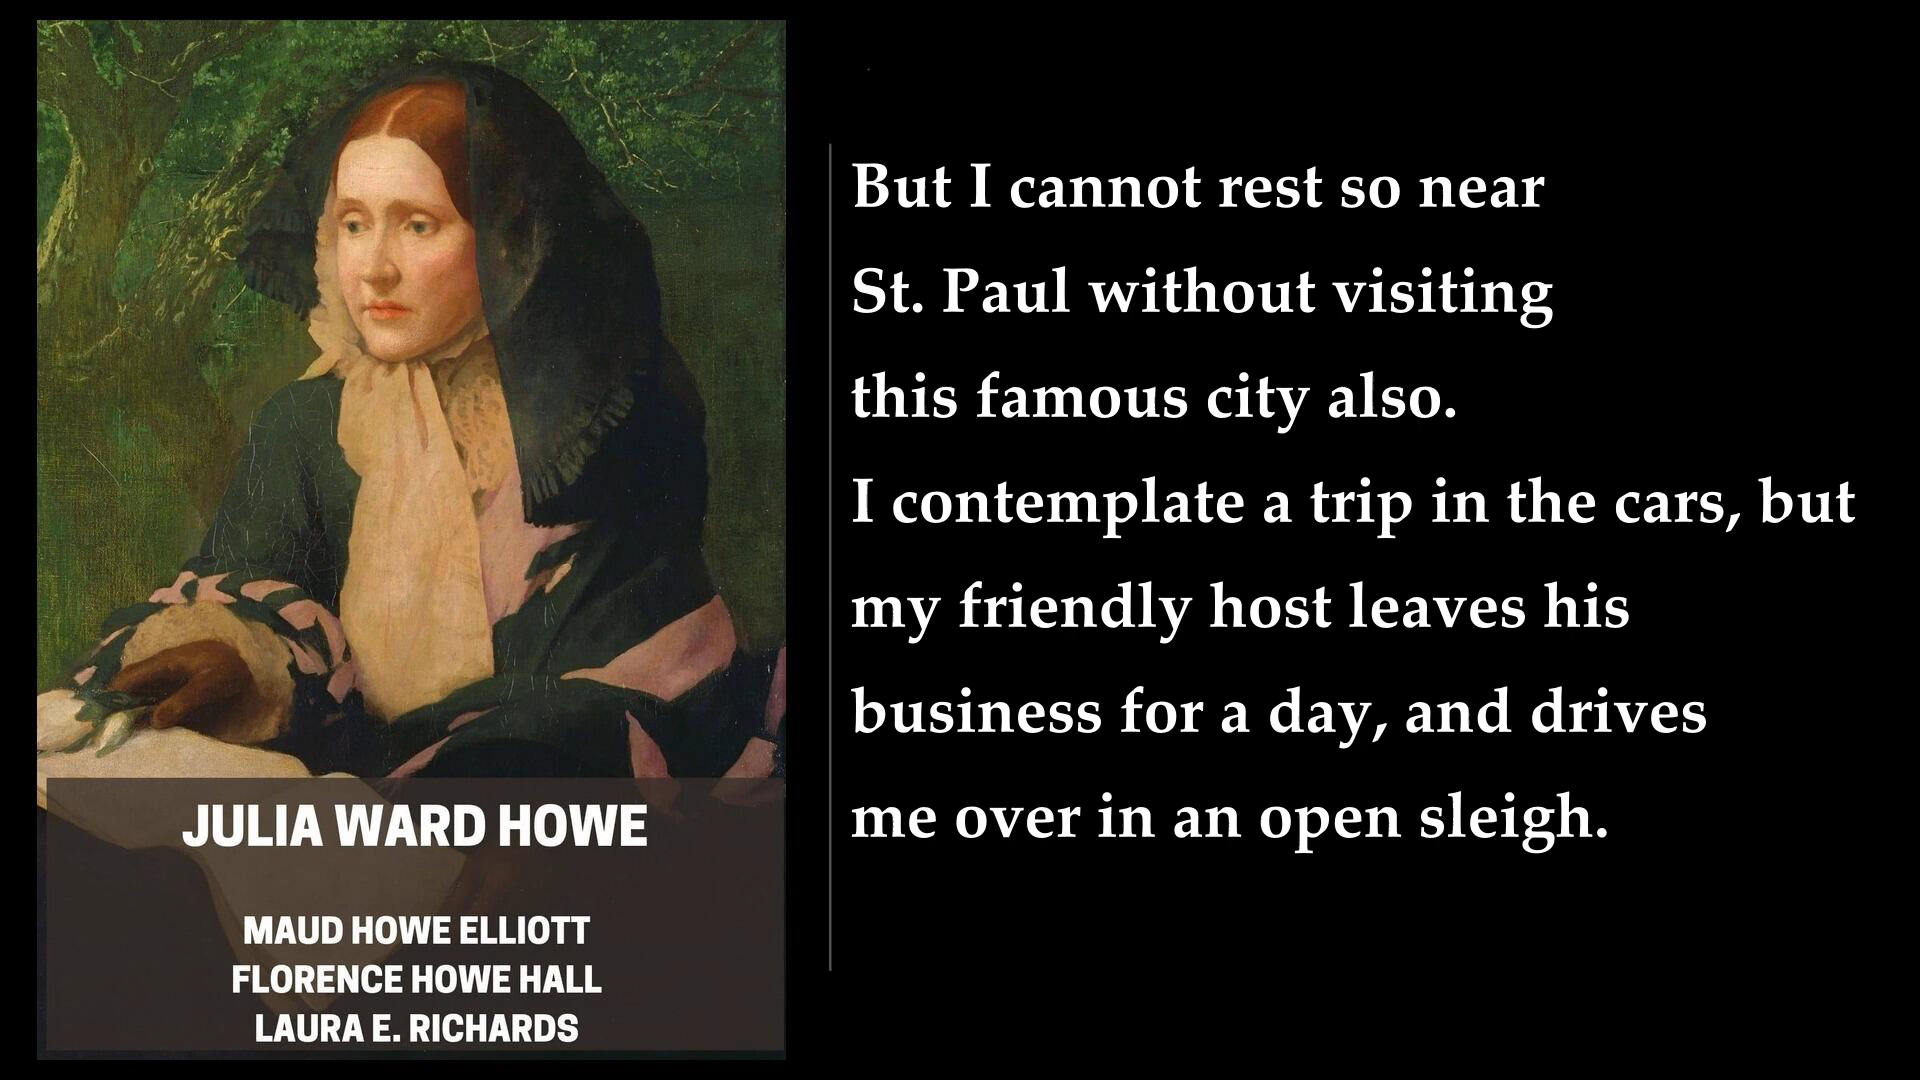 JULIA WARD HOWE
MAUD HOWE ELLIOTT
FLORENCE HOWE HALL
LAURA E. RICHARDS
But I cannot rest so near
St. Paul without visiting
this famous city also.
I contemplate a trip in the cars, but
my friendly host leaves his
business for a day, and drives
me over in an open sleigh.